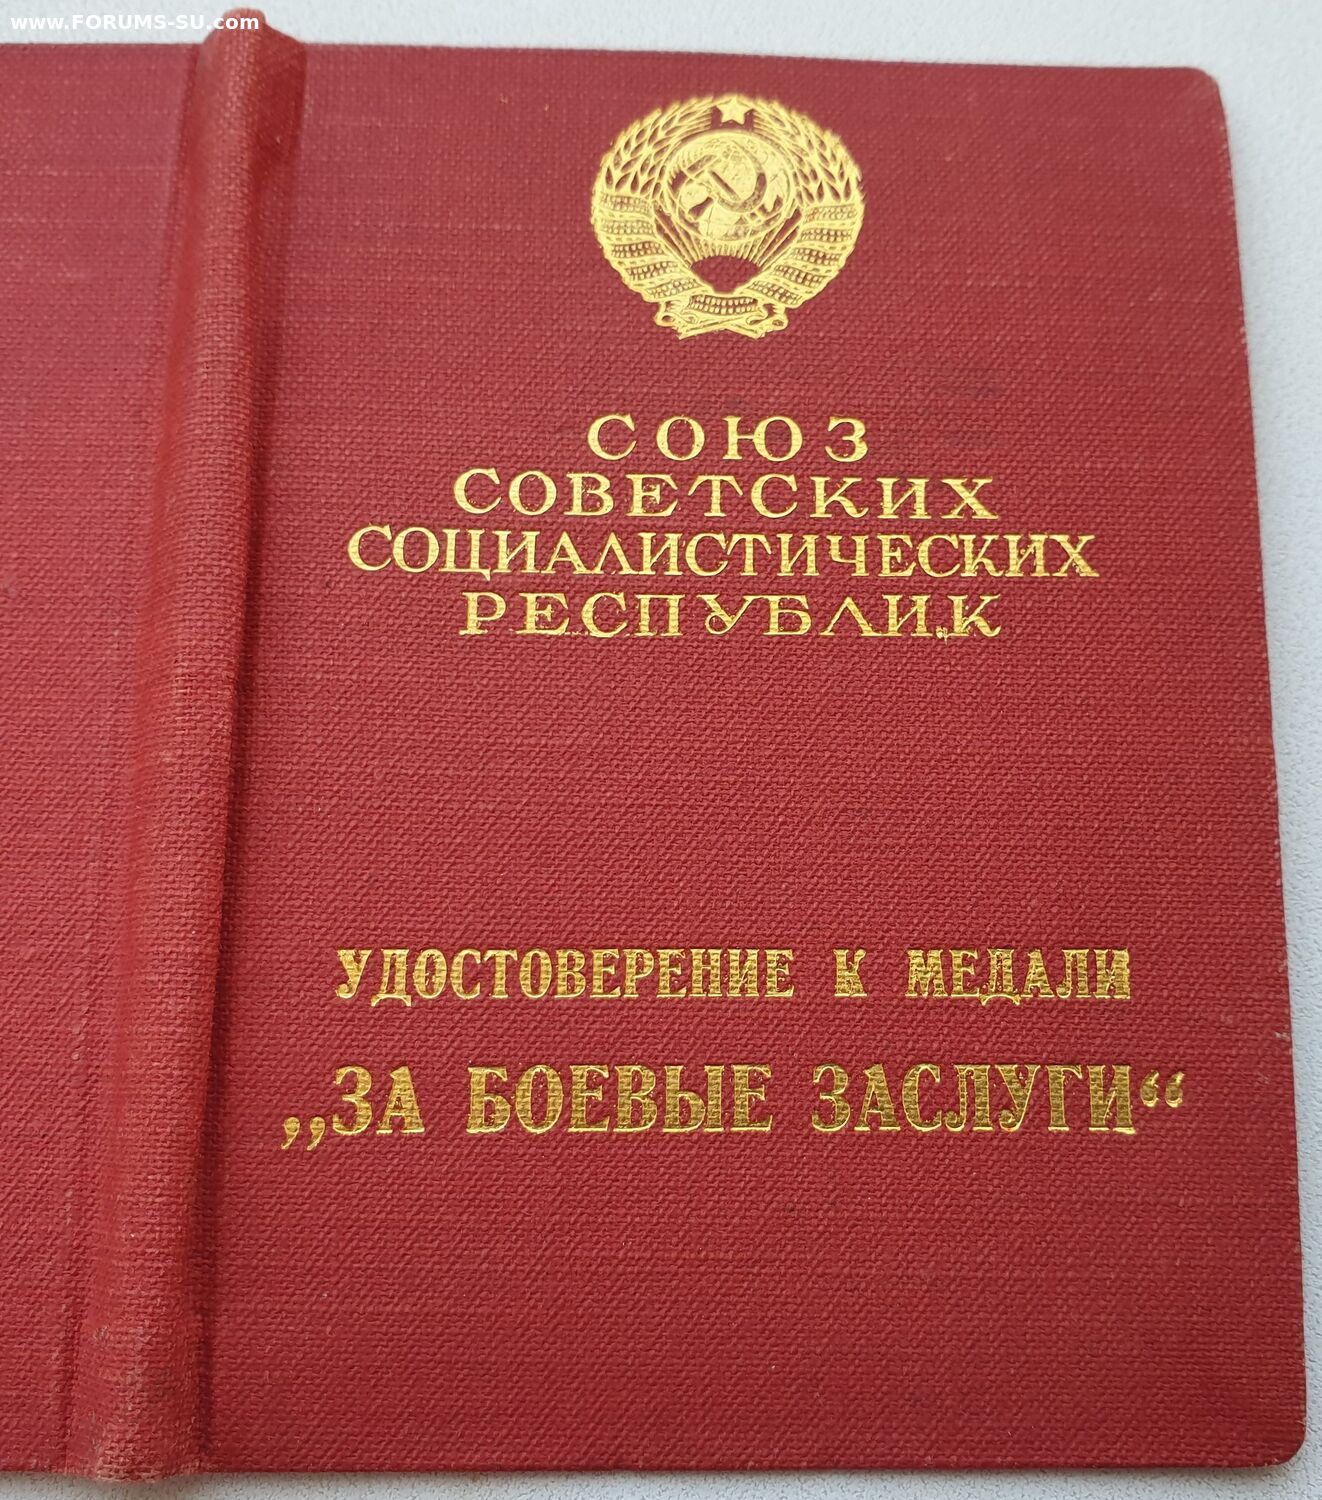 www.FORUMS-SU.com
СОЮЗ
СОВЕТСКИХ
СОЦИАЛИСТИЧЕСКИХ
РЕСПУБЛИК
УДОСТОВЕРЕНИЕ К МЕДАЛИ
„ЗА БОЕВЫЕ ЗАСЛУГИ“